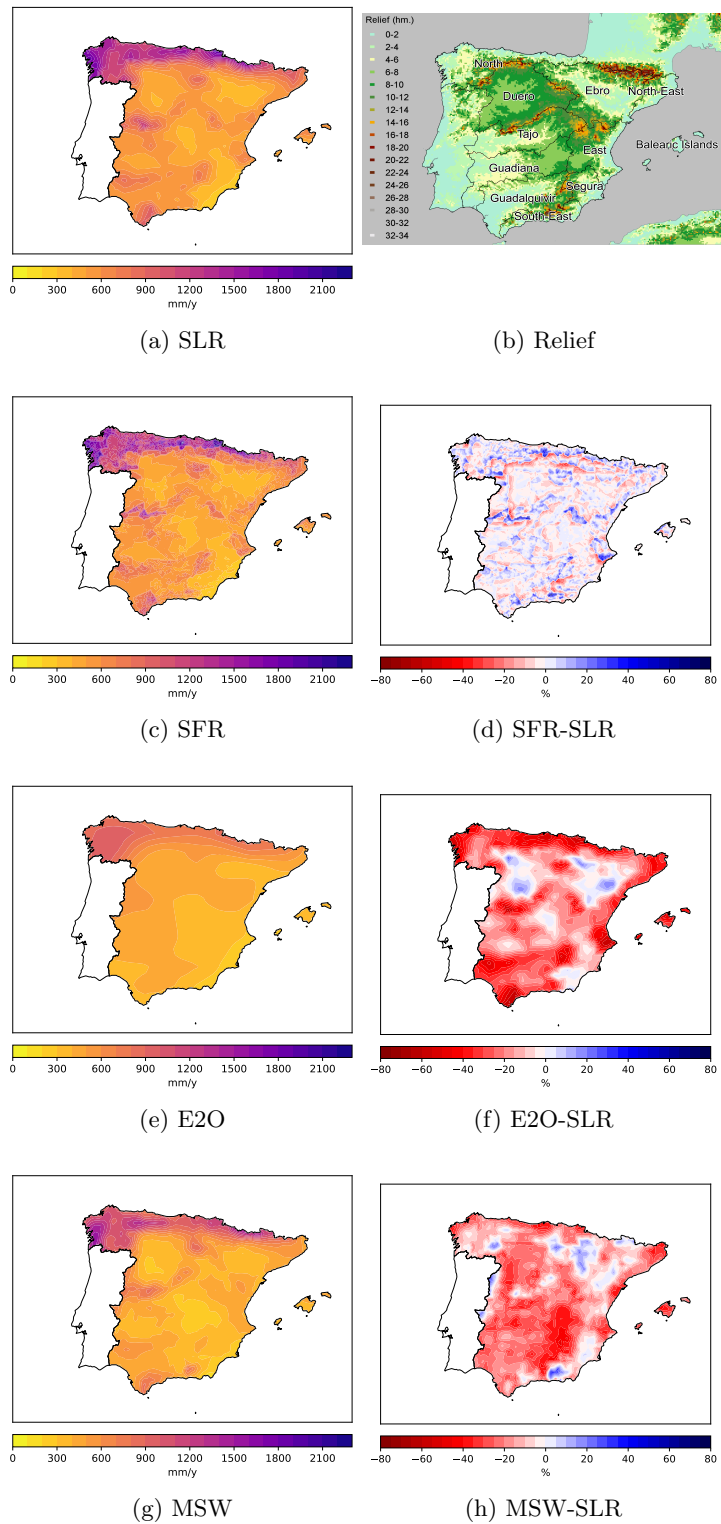 Relief (hm.)
0-2
2-4
4-6
6-8
8-10
10-12
12-14
14-16
16-18
18-20
20-22
22-24
24-26
26-28
28-30
30-32
32-34
North
Duero
Ebro
North-East
Tajo
East
Balearic Islands
Guadiana
Segura
Guadalquivir
South-East
0 300 600 900 1200 1500 1800 2100
mm/y
(a) SLR
(b) Relief
0 300 600 900 1200 1500 1800 2100
mm/y
−80 −60 −40 −20 0 20 40 60 80
%
(c) SFR
(d) SFR-SLR
0 300 600 900 1200 1500 1800 2100
mm/y
−80 −60 −40 −20 0 20 40 60 80
%
(e) E2O
(f) E2O-SLR
0 300 600 900 1200 1500 1800 2100
mm/y
−80 −60 −40 −20 0 20 40 60 80
%
(g) MSW
(h) MSW-SLR